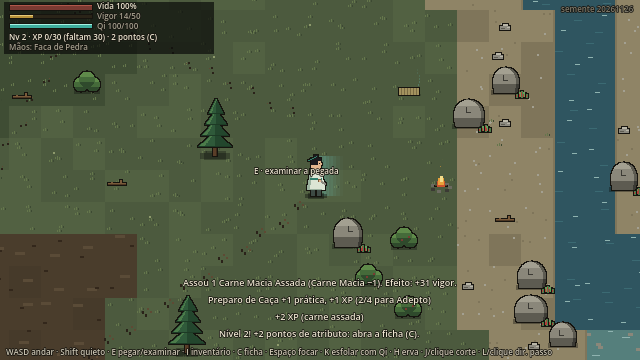 Vida 100%
semente 20261126
Vigor 14/50
Qi 100/100
Nv 2 · XP 0/30 (faltam 30) · 2 pontos (C)
Mãos: Faca de Pedra
E · examinar a pegada
Assou 1 Carne Macia Assada (Carne Macia −1). Efeito: +31 vigor.
Preparo de Caça +1 prática, +1 XP (2/4 para Adepto)
+2 XP (carne assada)
Nível 2! +2 pontos de atributo: abra a ficha (C).
WASD andar · Shift quieto · E pegar/examinar · I inventário · C ficha · Espaço focar · K esfolar com Qi · H erva · J/clique corte · L/clique dir. passo